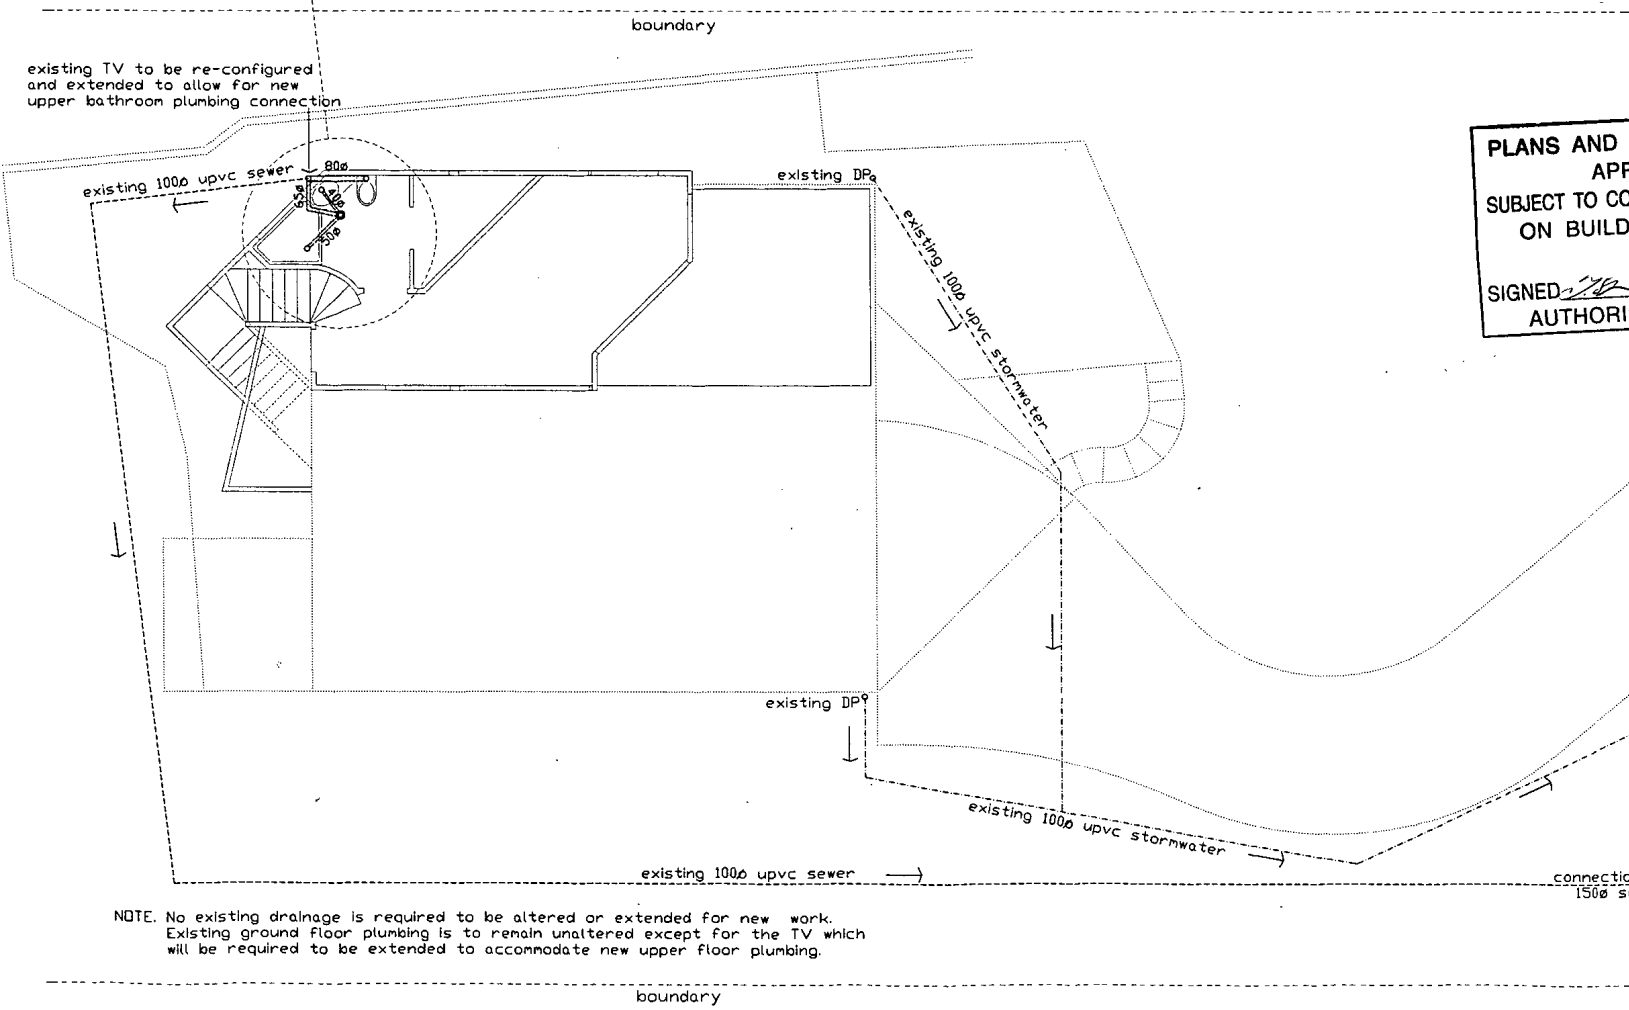 boundary
existing TV to be re-configured
and extended to allow for new
upper bathroom plumbing connection
existing 100ø upvc sewer
80ø
65ø
40ø
50ø
existing DP
existing 100ø upvc stormwater
PLANS AND
APP
SUBJECT TO CO
ON BUILD
SIGNED
AUTHORI
existing DP
existing 100ø upvc stormwater
existing 100ø upvc sewer
connectio
150ø s
NOTE. No existing drainage is required to be altered or extended for new work.
Existing ground floor plumbing is to remain unaltered except for the TV which
will be required to be extended to accommodate new upper floor plumbing.
boundary